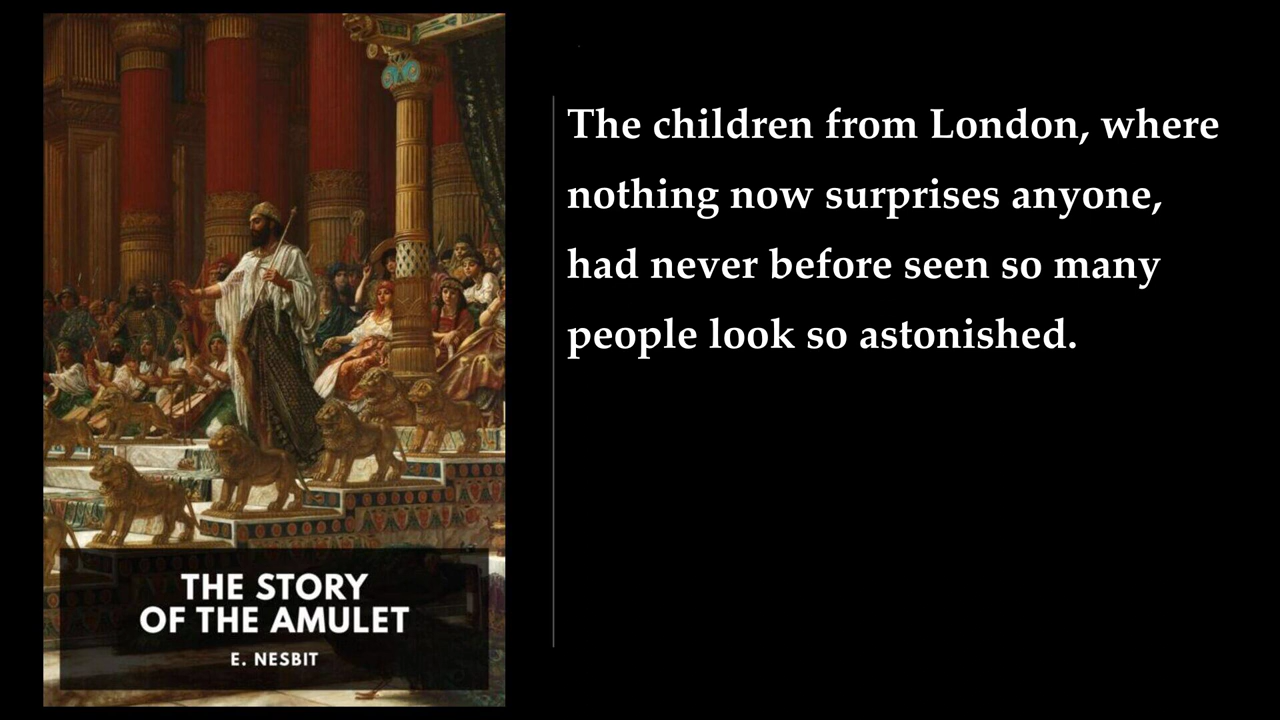 The children from London, where
nothing now surprises anyone,
had never before seen so many
people look so astonished.
THE STORY
OF THE AMULET
E. NESBIT